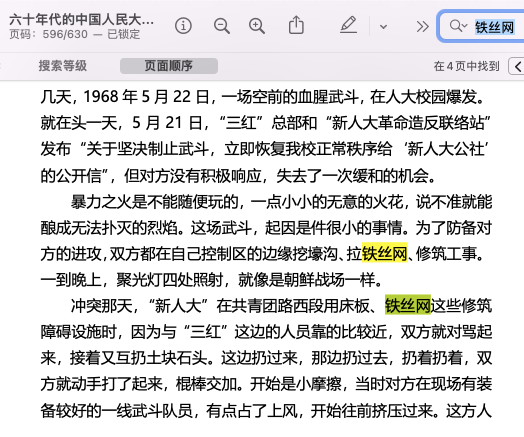 六十年代的中国人民大…
页码：596/630 — 已锁定
铁丝网
搜索等级
页面顺序
在4页中找到
几天，1968 年 5 月 22 日，一场空前的血腥武斗，在人大校园爆发。
就在头一天，5 月 21 日，“三红”总部和“新人大革命造反联络站”
发布“关于坚决制止武斗，立即恢复我校正常秩序给‘新人大公社’
的公开信”，但对方没有积极响应，失去了一次缓和的机会。
暴力之火是不能随便玩的，一点小小的无意的火花，说不准就能
酿成无法扑灭的烈焰。这场武斗，起因是件很小的事情。为了防备对
方的进攻，双方都在自己控制区的边缘挖壕沟、拉铁丝网、修筑工事。
一到晚上，聚光灯四处照射，就像是朝鲜战场一样。
冲突那天，“新人大”在共青团路西段用床板、铁丝网这些修筑
障碍设施时，因为与“三红”这边的人员靠的比较近，双方就对骂起
来，接着又互扔土块石头。这边扔过来，那边扔过去，扔着扔着，双
方就动手打了起来，棍棒交加。开始是小摩擦，当时对方在现场有装
备较好的一线武斗队员，有点占了上风，开始往前挤压过来。这方人